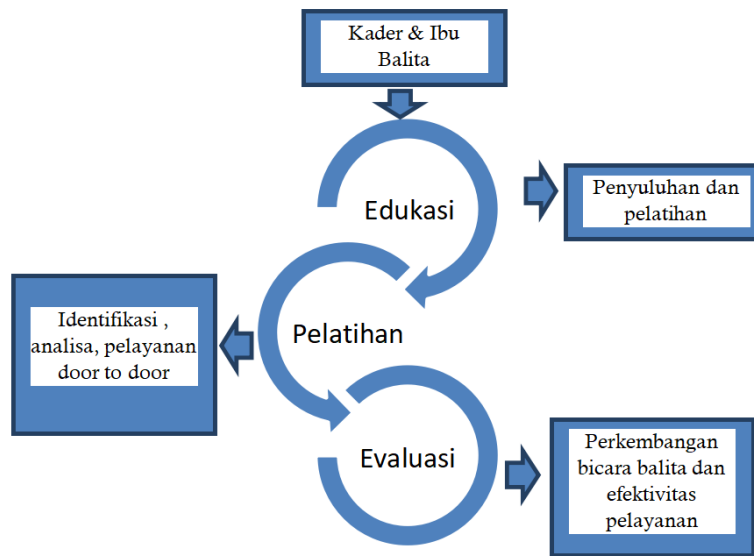 Kader & Ibu
Balita
Edukasi
Penyuluhan dan
pelatihan
Pelatihan
Identifikasi ,
analisa, pelayanan
door to door
Evaluasi
Perkembangan
bicara balita dan
efektivitas
pelayanan